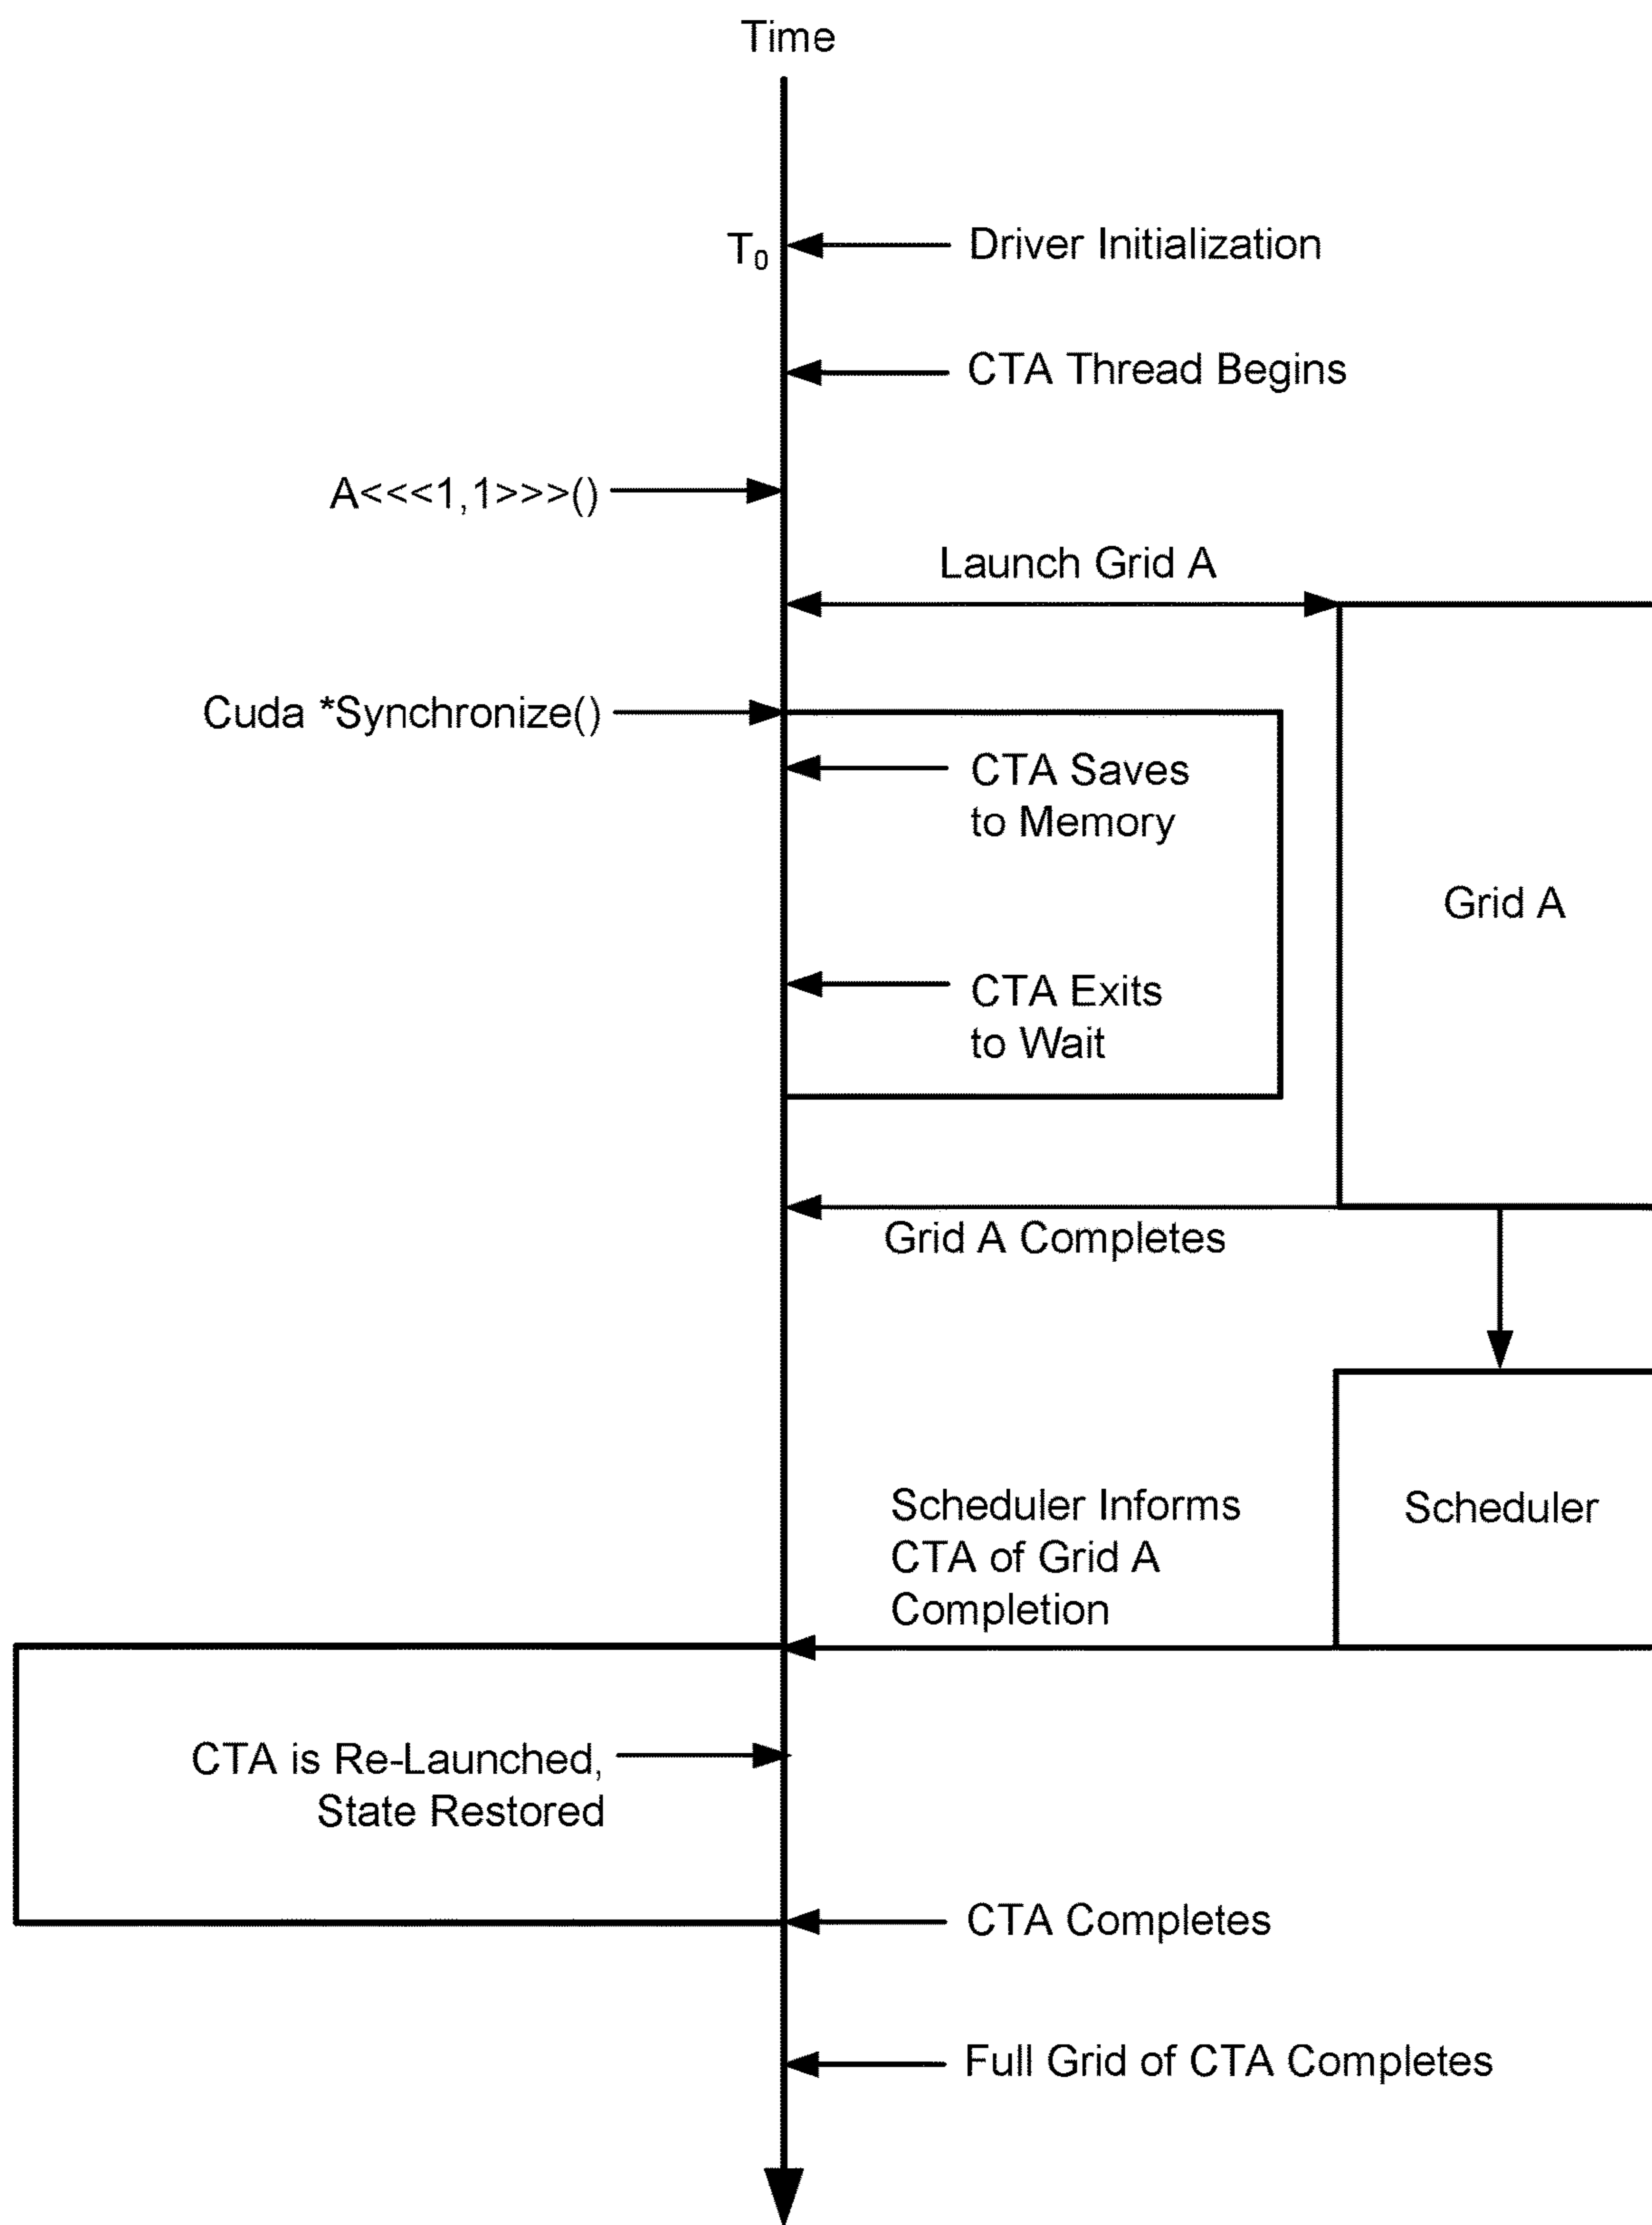 Time
T₀
Driver Initialization
CTA Thread Begins
A<<<1,1>>>()
Launch Grid A
Cuda *Synchronize()
CTA Saves
to Memory
Grid A
CTA Exits
to Wait
Grid A Completes
Scheduler Informs
CTA of Grid A
Completion
Scheduler
CTA is Re-Launched,
State Restored
CTA Completes
Full Grid of CTA Completes